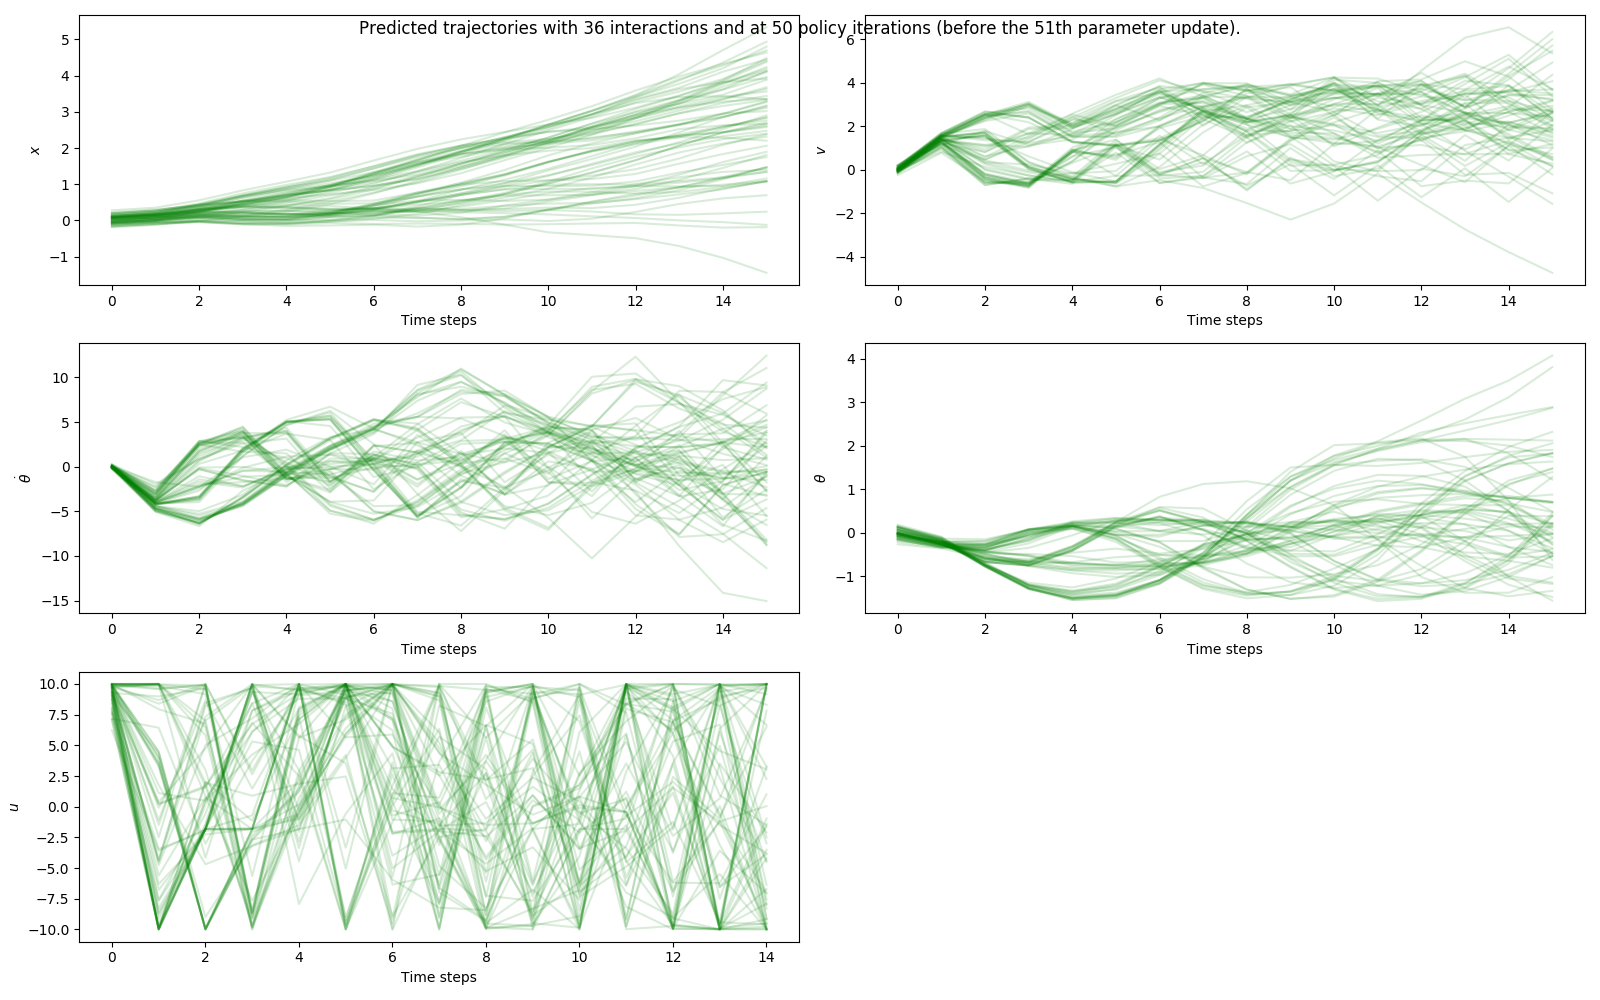 Predicted trajectories with 36 interactions and at 50 policy iterations (before the 51th parameter update).
5
4
3
2
1
0
−1
x
0 2 4 6 8 10 12 14
Time steps
6
4
2
0
−2
−4
v
0 2 4 6 8 10 12 14
Time steps
10
5
0
−5
−10
−15
θ̇
0 2 4 6 8 10 12 14
Time steps
4
3
2
1
0
−1
θ
0 2 4 6 8 10 12 14
Time steps
10.0
7.5
5.0
2.5
0.0
−2.5
−5.0
−7.5
−10.0
u
0 2 4 6 8 10 12 14
Time steps